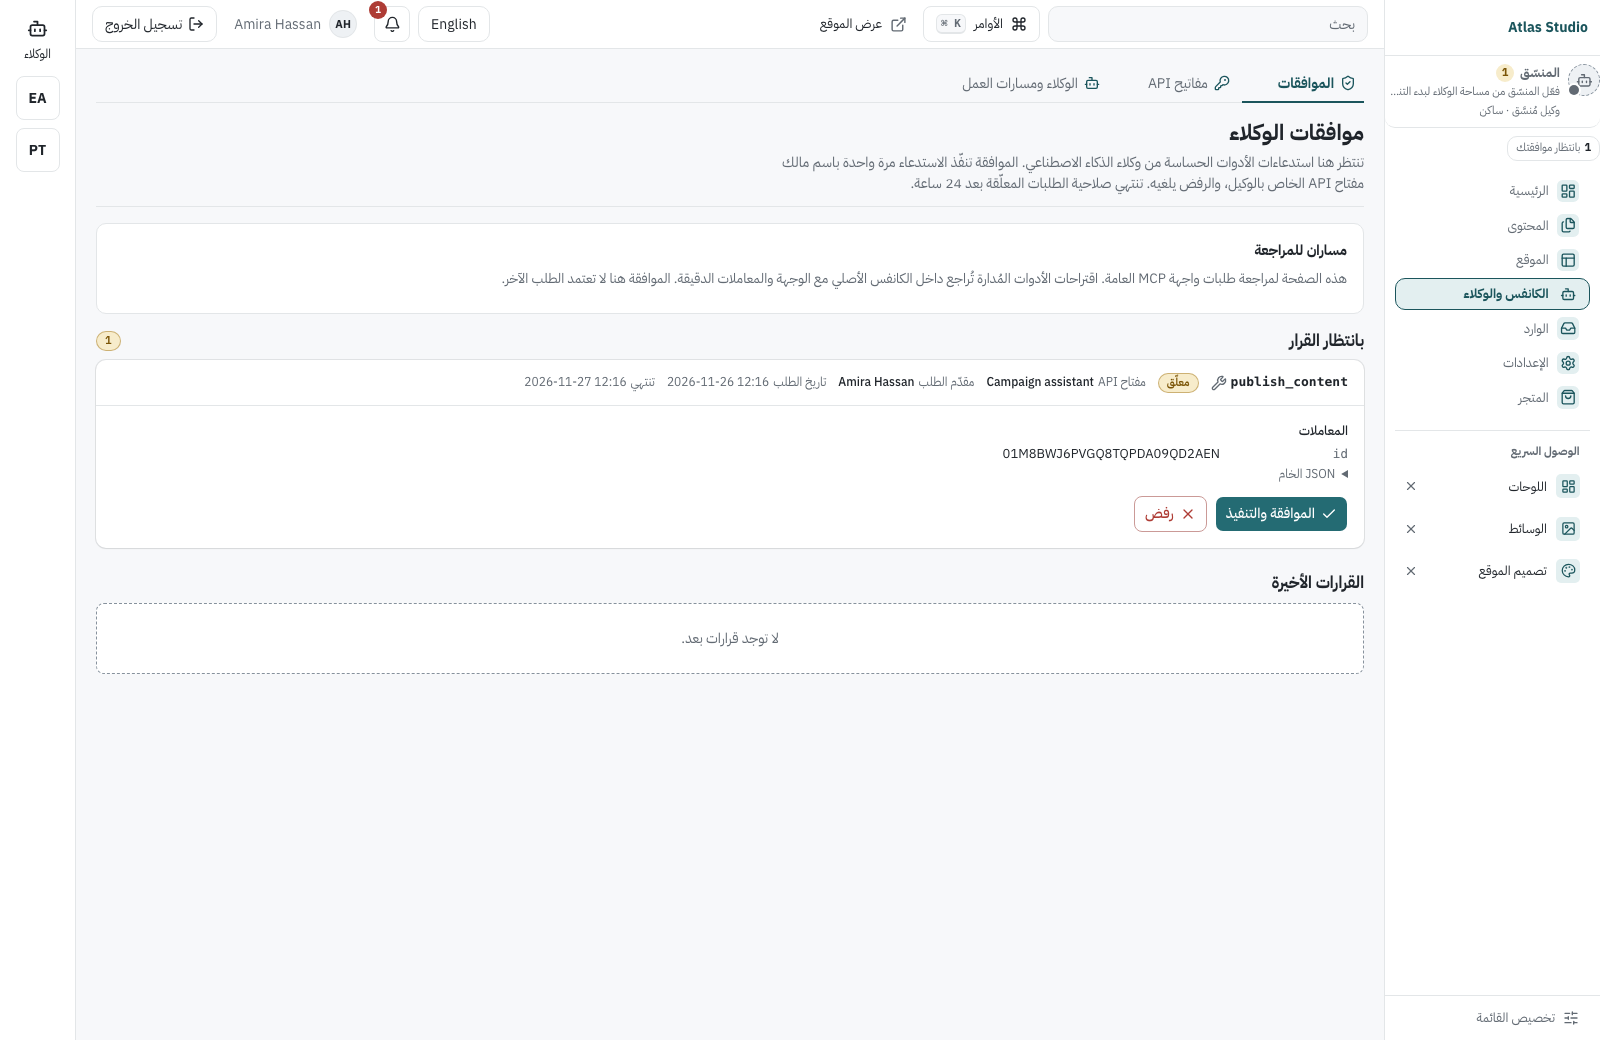 Atlas Studio
المنسّق 1
فعّل المنسّق من مساحة الوكلاء لبدء التنـ...
وكيل مُنسَّق · ساكن
1 بانتظار موافقتك
الرئيسية
المحتوى
الموقع
الكانفس والوكلاء
الوارد
الإعدادات
المتجر
الوصول السريع
اللوحات
الوسائط
تصميم الموقع
تخصيص القائمة
بحث
الأوامر ⌘ K
عرض الموقع
English
1
AH Amira Hassan
تسجيل الخروج
الموافقات
مفاتيح API
الوكلاء ومسارات العمل
موافقات الوكلاء
تنتظر هنا استدعاءات الأدوات الحساسة من وكلاء الذكاء الاصطناعي. الموافقة تنفّذ الاستدعاء مرة واحدة باسم مالك
مفتاح API الخاص بالوكيل، والرفض يلغيه. تنتهي صلاحية الطلبات المعلّقة بعد 24 ساعة.
مساران للمراجعة
هذه الصفحة لمراجعة طلبات واجهة MCP العامة. اقتراحات الأدوات المُدارة تُراجع داخل الكانفس الأصلي مع الوجهة والمعاملات الدقيقة. الموافقة هنا لا تعتمد الطلب الآخر.
بانتظار القرار
1
publish_content معلّق مفتاح API Campaign assistant مقدّم الطلب Amira Hassan تاريخ الطلب 2026-11-26 12:16 تنتهي 2026-11-27 12:16
المعاملات
id 01M8BWJ6PVGQ8TQPDA09QD2AEN
JSON الخام
الموافقة والتنفيذ
رفض
القرارات الأخيرة
لا توجد قرارات بعد.
الوكلاء
EA
PT